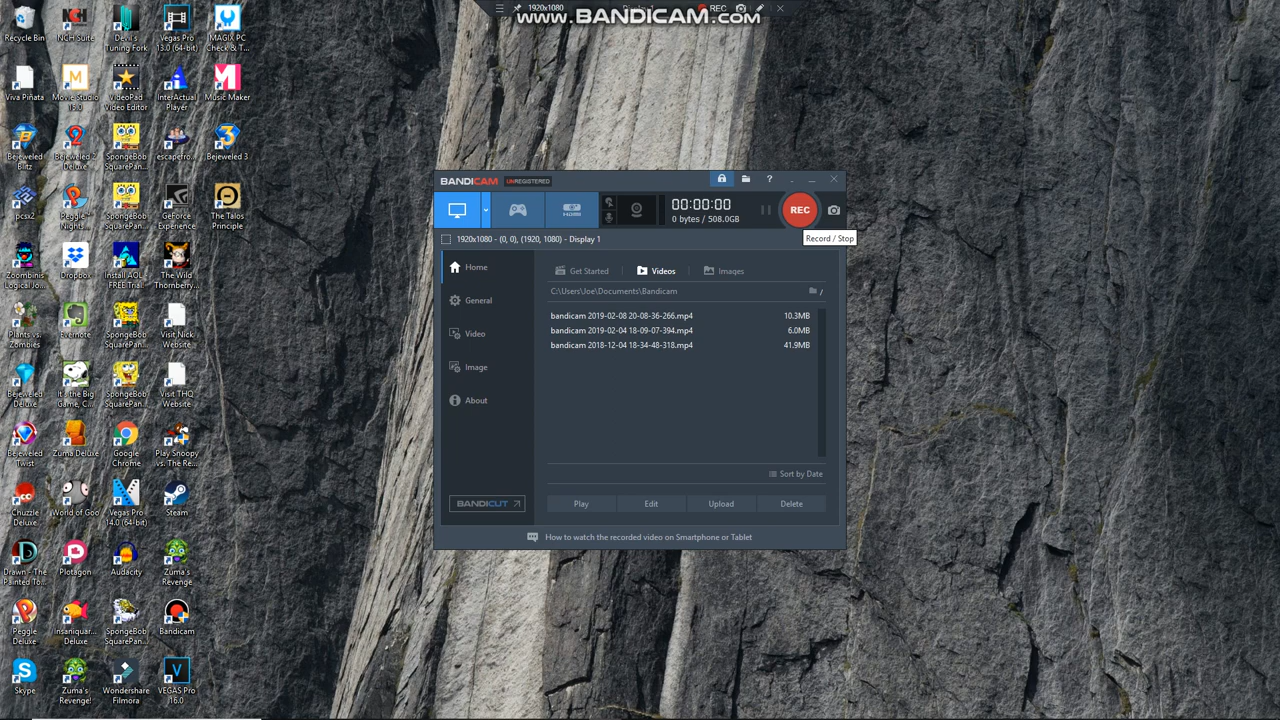 1920x1080
REC
www.BANDICAM.com
Recycle Bin
NCH Suite
Devil's
Tuning Fork
Vegas Pro
13.0 (64-bit)
MAGIX PC
Check & T...
Viva Piñata
Movie Studio
15.0
VideoPad
Video Editor
InterActual
Player
Music Maker
Bejeweled
Blitz
Bejeweled 2
Deluxe
SpongeBob
SquarePan...
escapefro...
Bejeweled 3
pcsx2
Peggle
Nights
SpongeBob
SquarePan...
GeForce
Experience
The Talos
Principle
Zoombinis
Logical Jo...
Dropbox
Install AOL -
FREE Trial
The Wild
Thornberry...
Plants vs.
Zombies
Evernote
SpongeBob
SquarePan...
Visit Nick
Website
Bejeweled
Deluxe
It's the Big
Game, C...
SpongeBob
SquarePan...
Visit THQ
Website
Bejeweled
Twist
Zuma Deluxe
Google
Chrome
Play Snoopy
vs. The Re...
Chuzzle
Deluxe
World of Goo
Vegas Pro
14.0 (64-bit)
Steam
Drawn - The
Painted To...
Plotagon
Audacity
Zuma's
Revenge
Peggle
Deluxe
Insaniquar...
Deluxe
SpongeBob
SquarePan...
Bandicam
Skype
Zuma's
Revenge!
Wondershare
Filmora
VEGAS Pro
16.0
BANDICAM UNREGISTERED
HDMI
00:00:00
0 bytes / 508.0GB
REC
1920x1080 - (0, 0), (1920, 1080) - Display 1
Record / Stop
Home
General
Video
Image
About
BANDICUT
Get Started
Videos
Images
C:\Users\Joe\Documents\Bandicam
bandicam 2019-02-08 20-08-36-266.mp4 10.3MB
bandicam 2019-02-04 18-09-07-394.mp4 6.0MB
bandicam 2018-12-04 18-34-48-318.mp4 41.9MB
Sort by Date
Play Edit Upload Delete
How to watch the recorded video on Smartphone or Tablet